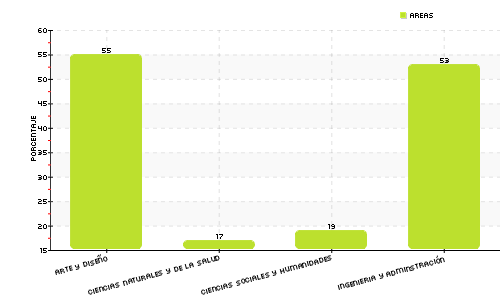 AREAS
PORCENTAJE
60
55
50
45
40
35
30
25
20
15
55
17
19
53
ARTE Y DISEÑO
CIENCIAS NATURALES Y DE LA SALUD
CIENCIAS SOCIALES Y HUMANIDADES
INGENIERIA Y ADMINSTRACIÓN